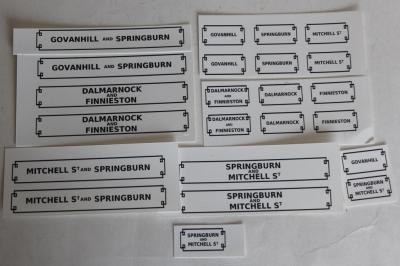 GOVANHILL AND SPRINGBURN
GOVANHILL AND SPRINGBURN
DALMARNOCK
AND
FINNIESTON
DALMARNOCK
AND
FINNIESTON
GOVANHILL SPRINGBURN MITCHELL ST
GOVANHILL SPRINGBURN MITCHELL ST
DALMARNOCK
AND
FINNIESTON
DALMARNOCK
FINNIESTON
DALMARNOCK
AND
FINNIESTON
DALMARNOCK
FINNIESTON
MITCHELL ST AND SPRINGBURN
MITCHELL ST AND SPRINGBURN
SPRINGBURN
AND
MITCHELL ST
SPRINGBURN
AND
MITCHELL ST
GOVANHILL
SPRINGBURN
AND
MITCHELL ST
SPRINGBURN
AND
MITCHELL ST